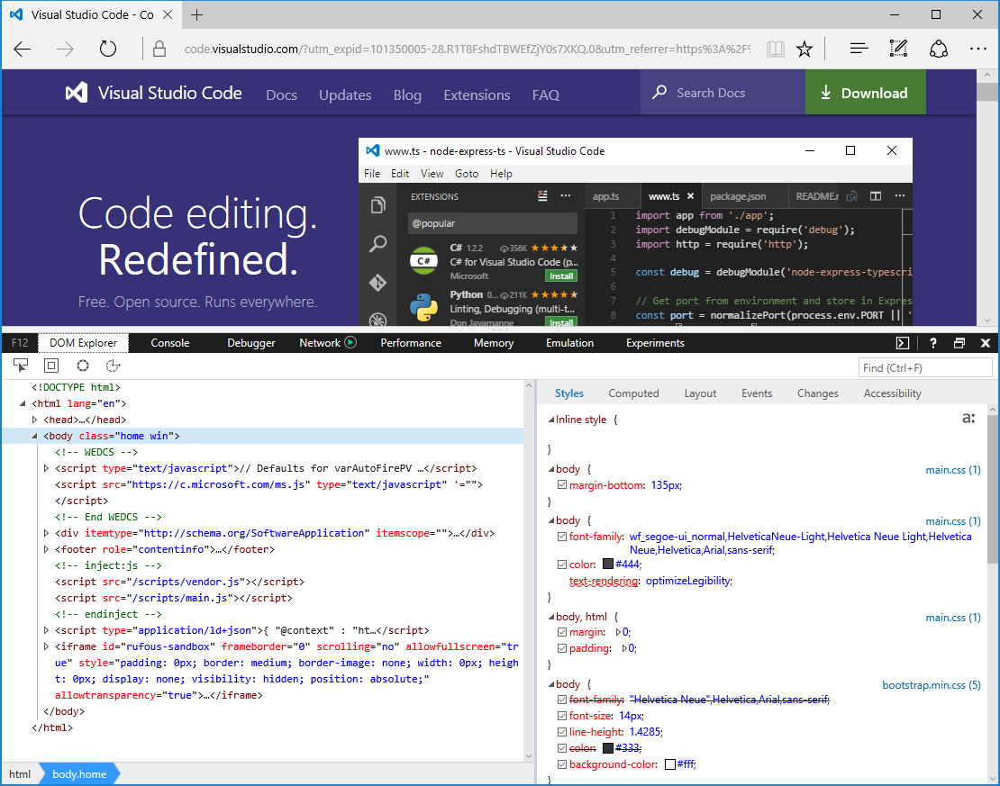 Visual Studio Code - Co
code.visualstudio.com/?utm_expid=101350005-28.R1T8FshdTBWEfZjY0s7XKQ.0&utm_referrer=https%3A%2F%
Visual Studio Code Docs Updates Blog Extensions FAQ Search Docs Download
Code editing.
Redefined.
Free. Open source. Runs everywhere.
www.ts - node-express-ts - Visual Studio Code
File Edit View Goto Help
EXTENSIONS ...
@popular
C# 1.2.2 356K
C#
C# for Visual Studio Code (p...
Microsoft Install
Python 0... 211K
Linting, Debugging (multi-t...
Don Jayamanne Install
app.ts www.ts package.json README.r
1 import app from './app';
2 import debugModule = require('debug');
3 import http = require('http');
4
5 const debug = debugModule('node-express-typescri
6
7 // Get port from environment and store in Expres
8 const port = normalizePort(process.env.PORT || '
F12 DOM Explorer Console Debugger Network Performance Memory Emulation Experiments ?
Find (Ctrl+F)
<!DOCTYPE html>
<html lang="en">
<head>…</head>
<body class="home win">
<!-- WEDCS -->
<script type="text/javascript">// Defaults for varAutoFirePV …</script>
<script src="https://c.microsoft.com/ms.js" type="text/javascript" '="">
</script>
<!-- End WEDCS -->
<div itemtype="http://schema.org/SoftwareApplication" itemscope="">…</div>
<footer role="contentinfo">…</footer>
<!-- inject:js -->
<script src="/scripts/vendor.js"></script>
<script src="/scripts/main.js"></script>
<!-- endinject -->
<script type="application/ld+json">{ "@context" : "ht…</script>
<iframe id="rufous-sandbox" frameborder="0" scrolling="no" allowfullscreen="tr
ue" style="padding: 0px; border: medium; border-image: none; width: 0px; heigh
t: 0px; display: none; visibility: hidden; position: absolute;"
allowtransparency="true">…</iframe>
</body>
</html>
html body.home
Styles Computed Layout Events Changes Accessibility
Inline style { a:
}
body { main.css (1)
margin-bottom: 135px;
}
body { main.css (1)
font-family: wf_segoe-ui_normal,HelveticaNeue-Light,Helvetica Neue Light,Helvetica
Neue,Helvetica,Arial,sans-serif;
color: #444;
text-rendering: optimizeLegibility;
}
body, html { main.css (1)
margin: 0;
padding: 0;
}
body { bootstrap.min.css (5)
font-family: "Helvetica Neue",Helvetica,Arial,sans-serif;
font-size: 14px;
line-height: 1.4285;
color: #333;
background-color: #fff;
}